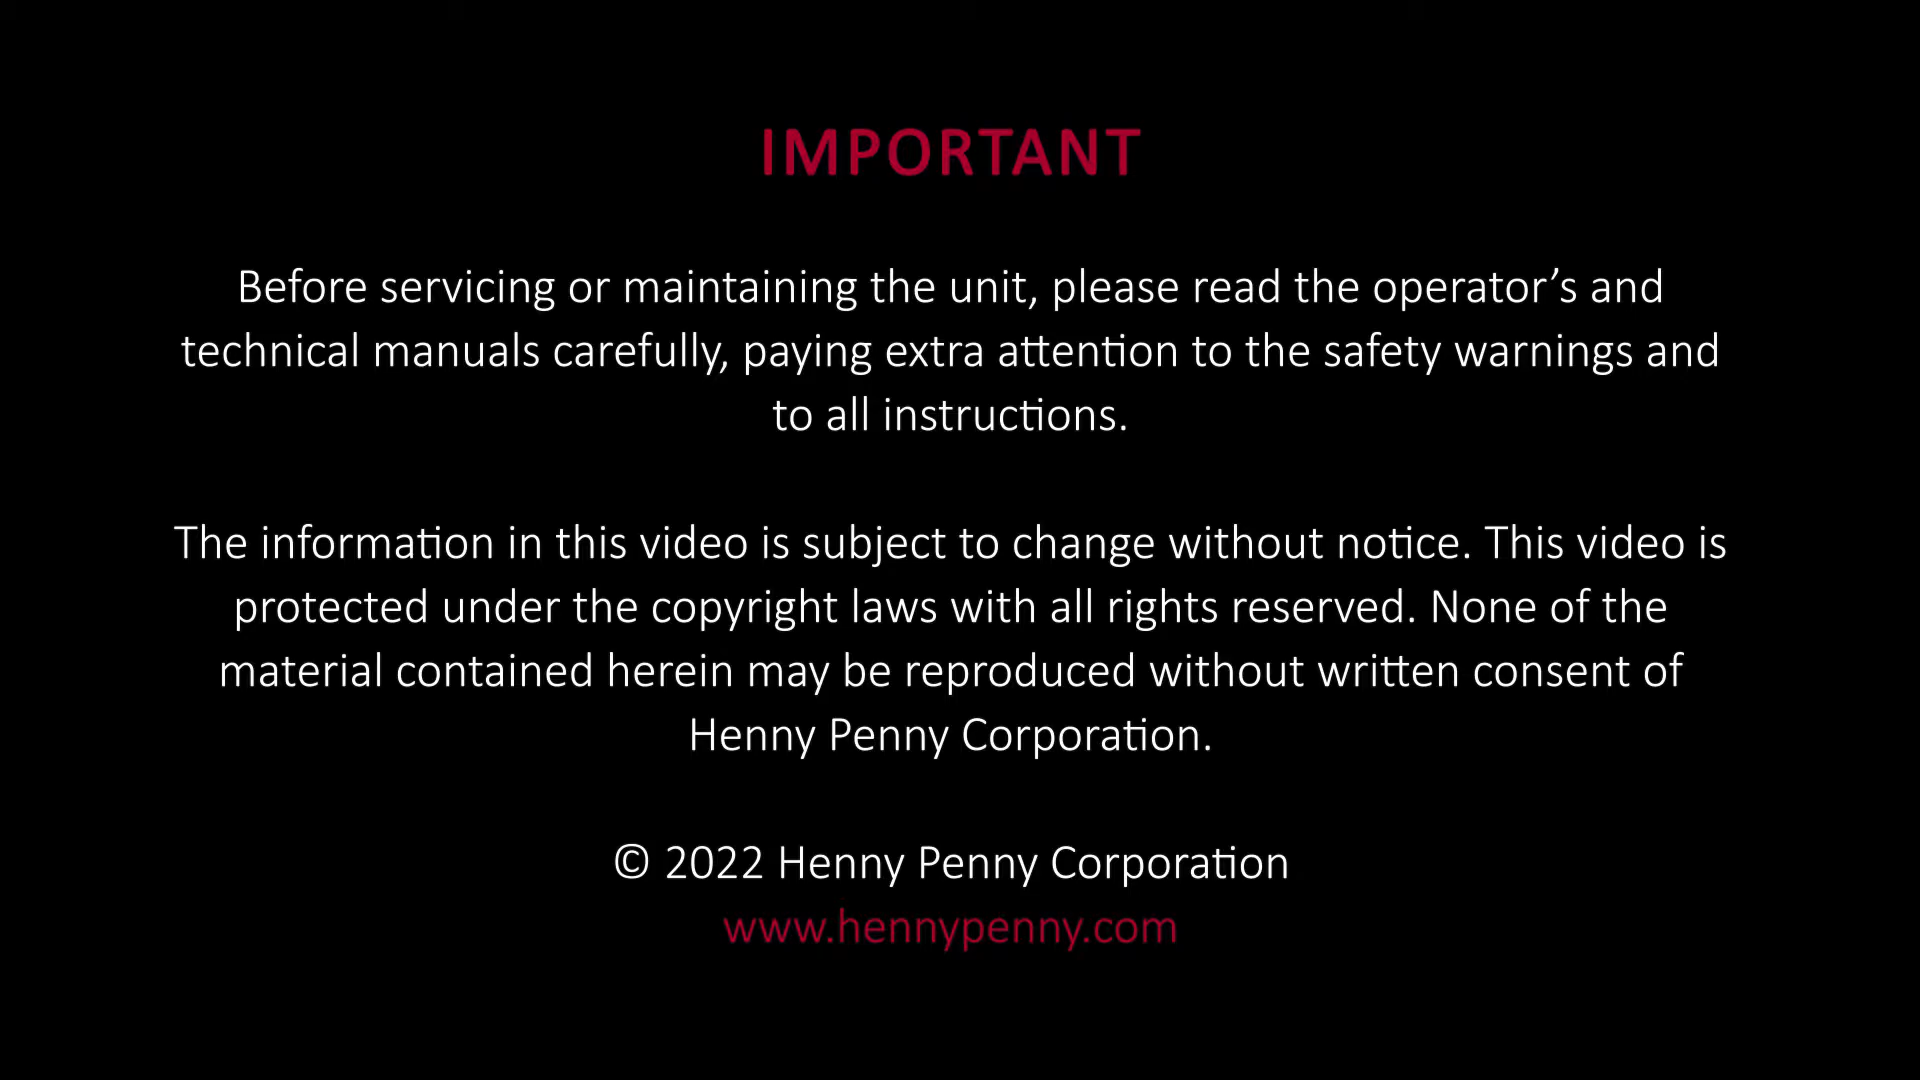 IMPORTANT
Before servicing or maintaining the unit, please read the operator’s and
technical manuals carefully, paying extra attention to the safety warnings and
to all instructions.
The information in this video is subject to change without notice. This video is
protected under the copyright laws with all rights reserved. None of the
material contained herein may be reproduced without written consent of
Henny Penny Corporation.
© 2022 Henny Penny Corporation
www.hennypenny.com